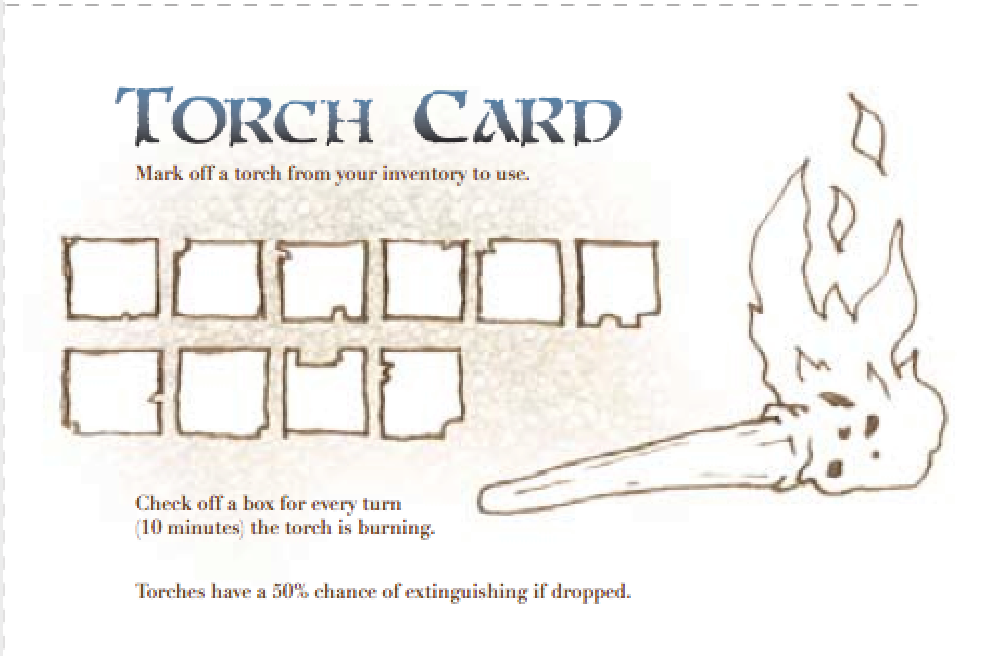 Torch Card
Mark off a torch from your inventory to use.
Check off a box for every turn
(10 minutes) the torch is burning.
Torches have a 50% chance of extinguishing if dropped.